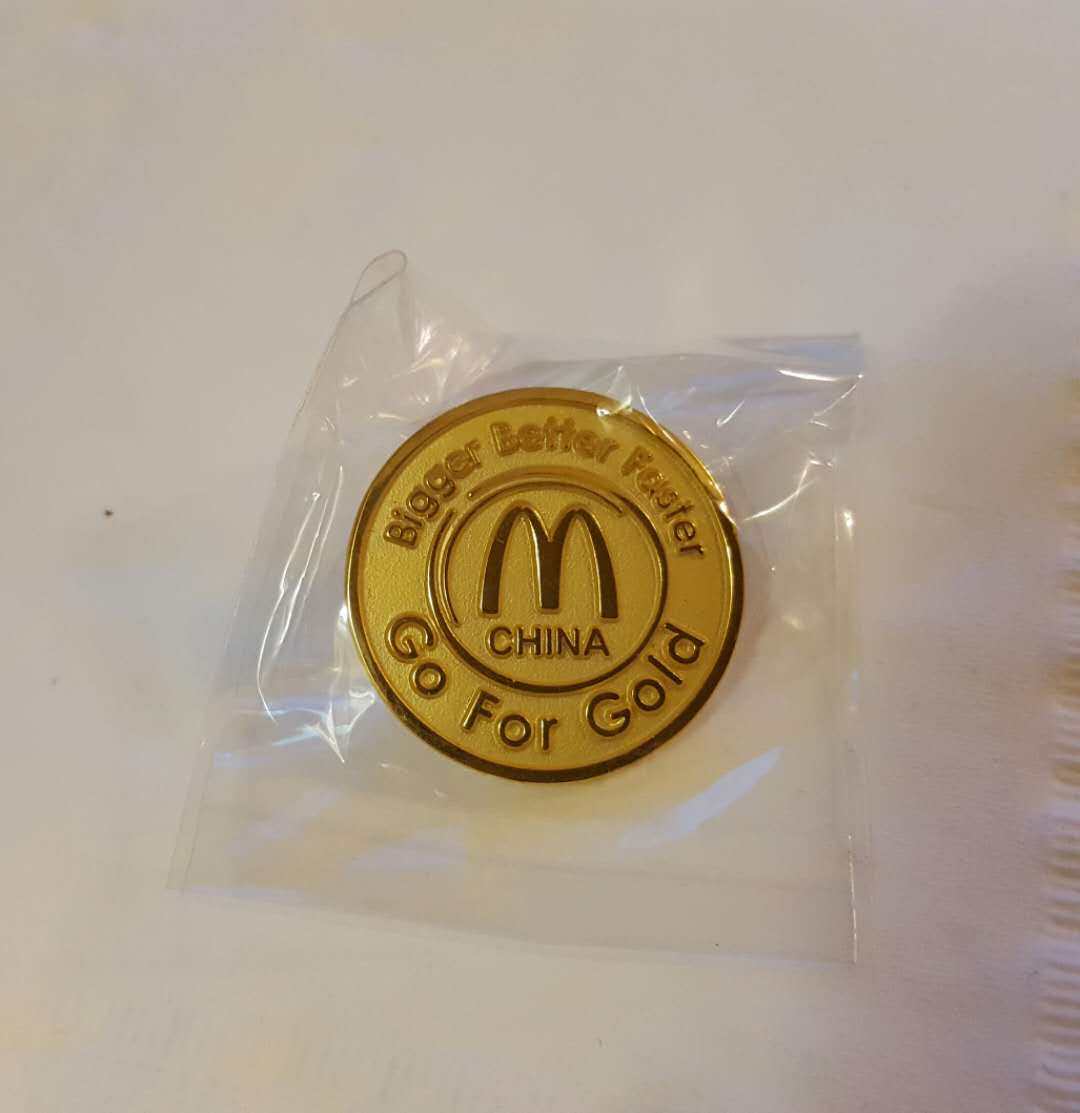 Bigger Better Faster
M
CHINA
Go For Gold